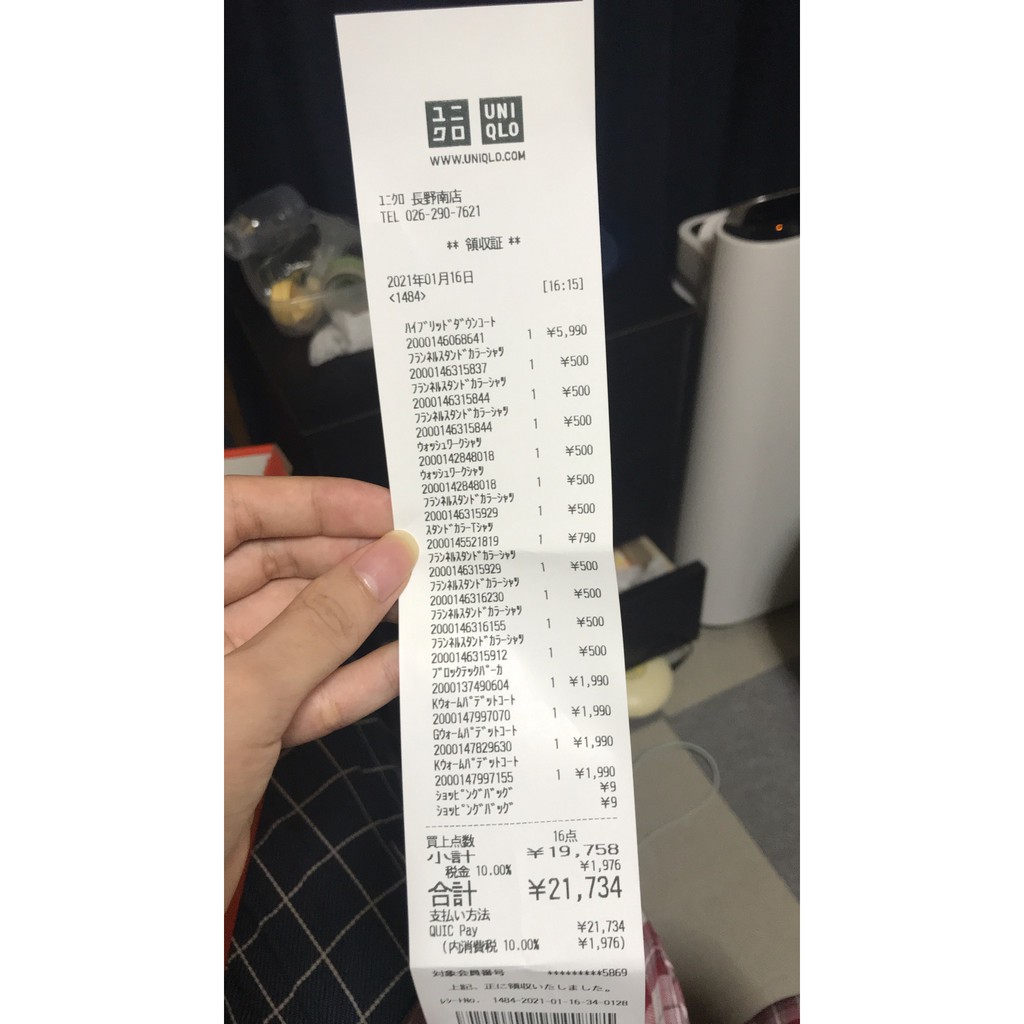 ユニ
クロ
UNI
QLO
WWW.UNIQLO.COM
ﾕﾆｸﾛ 長野南店
TEL 026-290-7621
** 領収証 **
2021年01月16日 [16:15]
<1484>
ﾊｲﾌﾞﾘｯﾄﾞﾀﾞｳﾝｺｰﾄ
2000146068641 1 ¥5,990
ﾌﾗﾝﾈﾙｽﾀﾝﾄﾞｶﾗｰｼｬﾂ
2000146315837 1 ¥500
ﾌﾗﾝﾈﾙｽﾀﾝﾄﾞｶﾗｰｼｬﾂ
2000146315844 1 ¥500
ﾌﾗﾝﾈﾙｽﾀﾝﾄﾞｶﾗｰｼｬﾂ
2000146315844 1 ¥500
ｳｫｯｼｭﾜｰｸｼｬﾂ
2000142848018 1 ¥500
ｳｫｯｼｭﾜｰｸｼｬﾂ
2000142848018 1 ¥500
ﾌﾗﾝﾈﾙｽﾀﾝﾄﾞｶﾗｰｼｬﾂ
2000146315929 1 ¥500
ｽﾀﾝﾄﾞｶﾗｰTｼｬﾂ
2000145521819 1 ¥790
ﾌﾗﾝﾈﾙｽﾀﾝﾄﾞｶﾗｰｼｬﾂ
2000146315929 1 ¥500
ﾌﾗﾝﾈﾙｽﾀﾝﾄﾞｶﾗｰｼｬﾂ
2000146316230 1 ¥500
ﾌﾗﾝﾈﾙｽﾀﾝﾄﾞｶﾗｰｼｬﾂ
2000146316155 1 ¥500
ﾌﾗﾝﾈﾙｽﾀﾝﾄﾞｶﾗｰｼｬﾂ
2000146315912 1 ¥500
ﾌﾞﾛｯｸﾃｯｸﾊﾟｰｶ
2000137490604 1 ¥1,990
Kｳｫｰﾑﾊﾟﾃﾞｯﾄｺｰﾄ
2000147997070 1 ¥1,990
Gｳｫｰﾑﾊﾟﾃﾞｯﾄｺｰﾄ
2000147829630 1 ¥1,990
Kｳｫｰﾑﾊﾟﾃﾞｯﾄｺｰﾄ
2000147997155 1 ¥1,990
ｼｮｯﾋﾟﾝｸﾞﾊﾞｯｸﾞ ¥9
ｼｮｯﾋﾟﾝｸﾞﾊﾞｯｸﾞ ¥9
買上点数 16点
小計 ¥19,758
税金 10.00% ¥1,976
合計 ¥21,734
支払い方法
QUIC Pay ¥21,734
(内消費税 10.00% ¥1,976)
対象会員番号 *********5869
上記、正に領収いたしました。
ﾚｼｰﾄNo. 1484-2021-01-16-34-0128